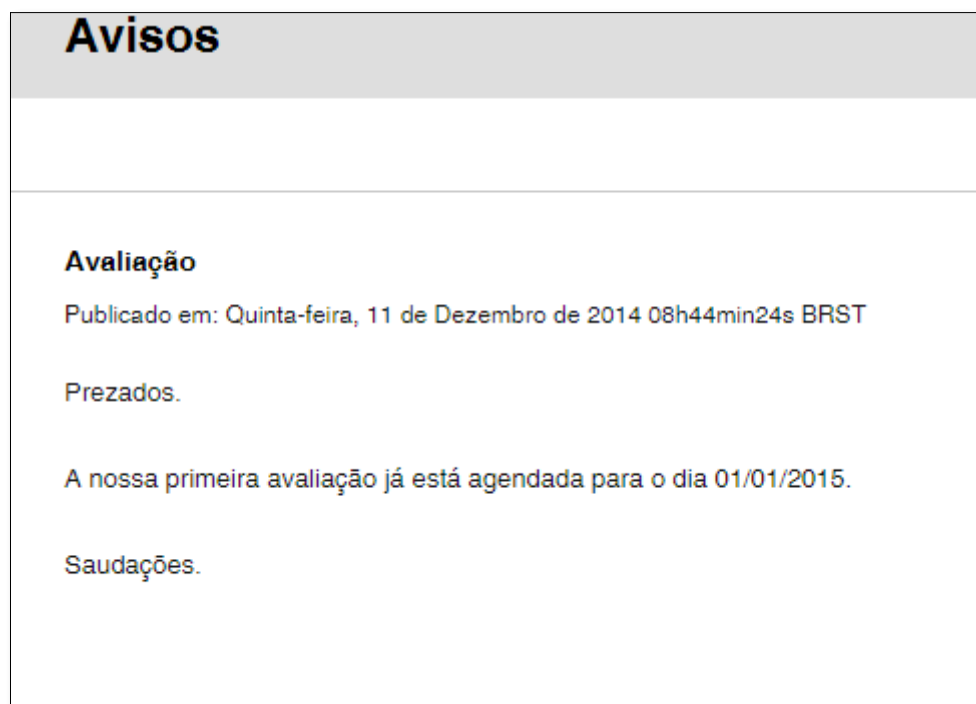 Avisos
Avaliação
Publicado em: Quinta-feira, 11 de Dezembro de 2014 08h44min24s BRST
Prezados.
A nossa primeira avaliação já está agendada para o dia 01/01/2015.
Saudações.